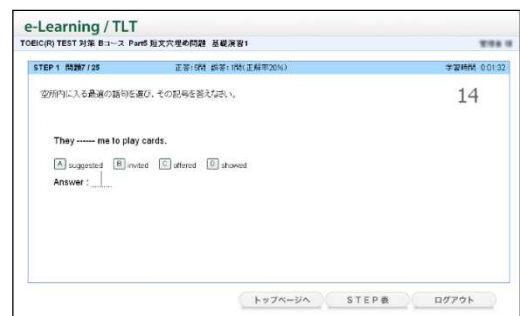 e-Learning / TLT
TOEIC(R) TEST 対策 Bコース Part5 短文穴埋め問題 基礎演習1
STEP 1 問題7 / 25 正答:5問 誤答:1問(正解率20%) 学習時間 0:01:32
空所内に入る最適の語句を選び、その記号を答えなさい。
14
They ------ me to play cards.
A suggested B invited C offered D showed
Answer :
トップページへ STEP表 ログアウト